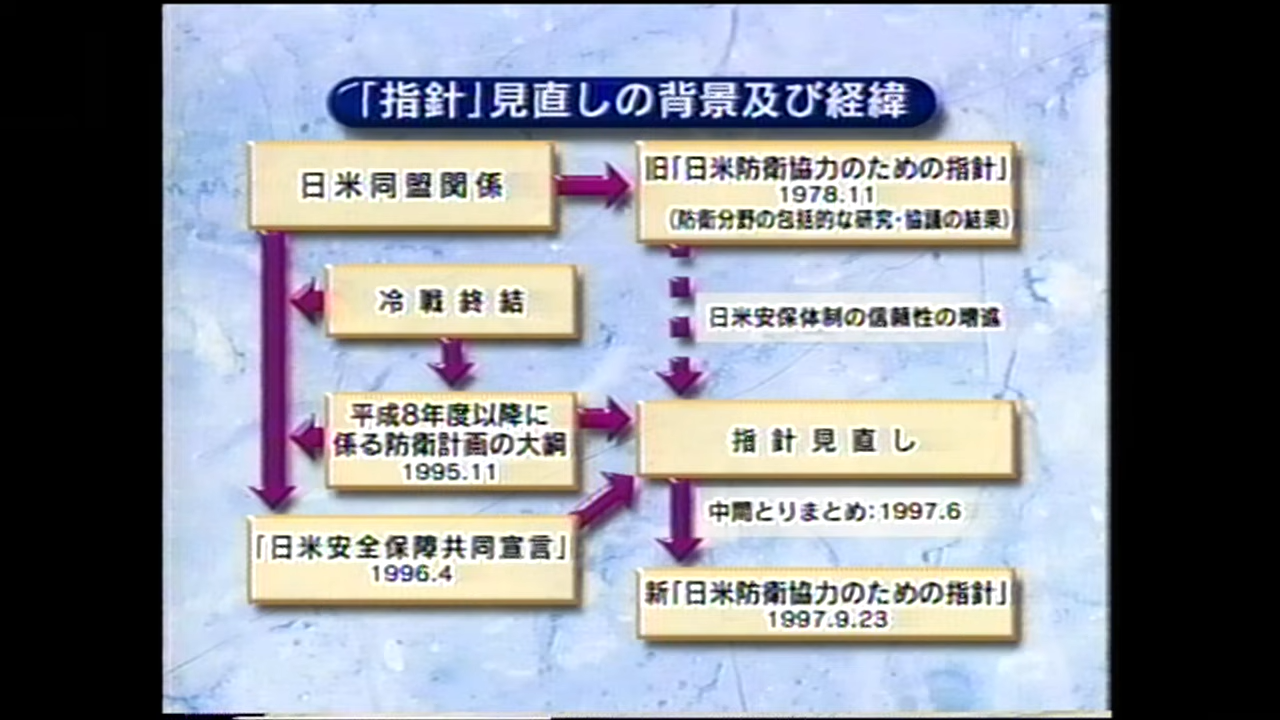 「指針」見直しの背景及び経緯
日米同盟関係
旧「日米防衛協力のための指針」
1978.11
（防衛分野の包括的な研究・協議の結果）
冷戦終結
日米安保体制の信頼性の増進
平成8年度以降に
係る防衛計画の大綱
1995.11
指針見直し
中間とりまとめ：1997.6
「日米安全保障共同宣言」
1996.4
新「日米防衛協力のための指針」
1997.9.23